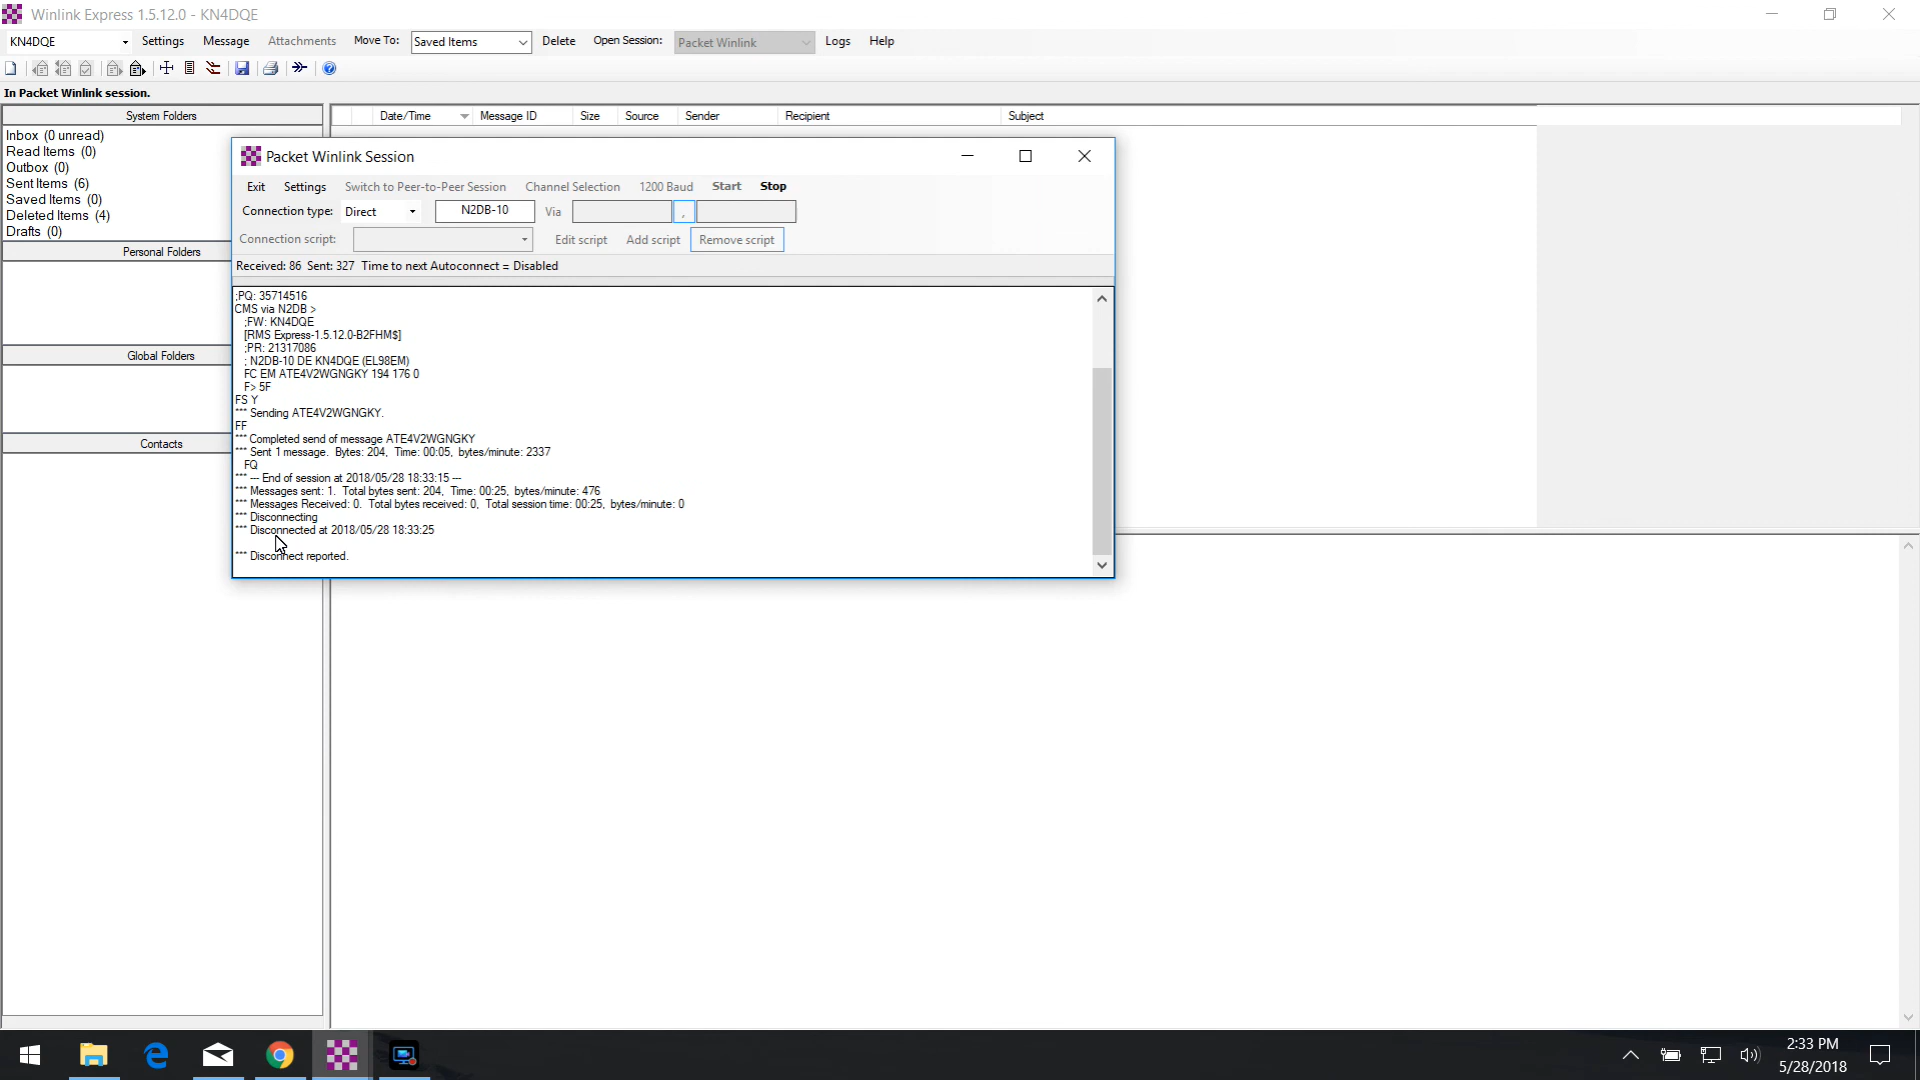 Winlink Express 1.5.12.0 - KN4DQE
KN4DQE Settings Message Attachments Move To: Saved Items Delete Open Session: Packet Winlink Logs Help
In Packet Winlink session.
System Folders
Date/Time Message ID Size Source Sender Recipient Subject
Inbox (0 unread)
Read Items (0)
Outbox (0)
Sent Items (6)
Saved Items (0)
Deleted Items (4)
Drafts (0)
Personal Folders
Global Folders
Contacts
Packet Winlink Session
Exit Settings Switch to Peer-to-Peer Session Channel Selection 1200 Baud Start Stop
Connection type: Direct N2DB-10 Via ,
Connection script: Edit script Add script Remove script
Received: 86 Sent: 327 Time to next Autoconnect = Disabled
;PQ: 35714516
CMS via N2DB >
;FW: KN4DQE
[RMS Express-1.5.12.0-B2FHM$]
;PR: 21317086
; N2DB-10 DE KN4DQE (EL98EM)
FC EM ATE4V2WGNGKY 194 176 0
F> 5F
FS Y
*** Sending ATE4V2WGNGKY.
FF
*** Completed send of message ATE4V2WGNGKY
*** Sent 1 message. Bytes: 204, Time: 00:05, bytes/minute: 2337
FQ
*** --- End of session at 2018/05/28 18:33:15 ---
*** Messages sent: 1. Total bytes sent: 204, Time: 00:25, bytes/minute: 476
*** Messages Received: 0. Total bytes received: 0, Total session time: 00:25, bytes/minute: 0
*** Disconnecting
*** Disconnected at 2018/05/28 18:33:25
*** Disconnect reported.
2:33 PM
5/28/2018